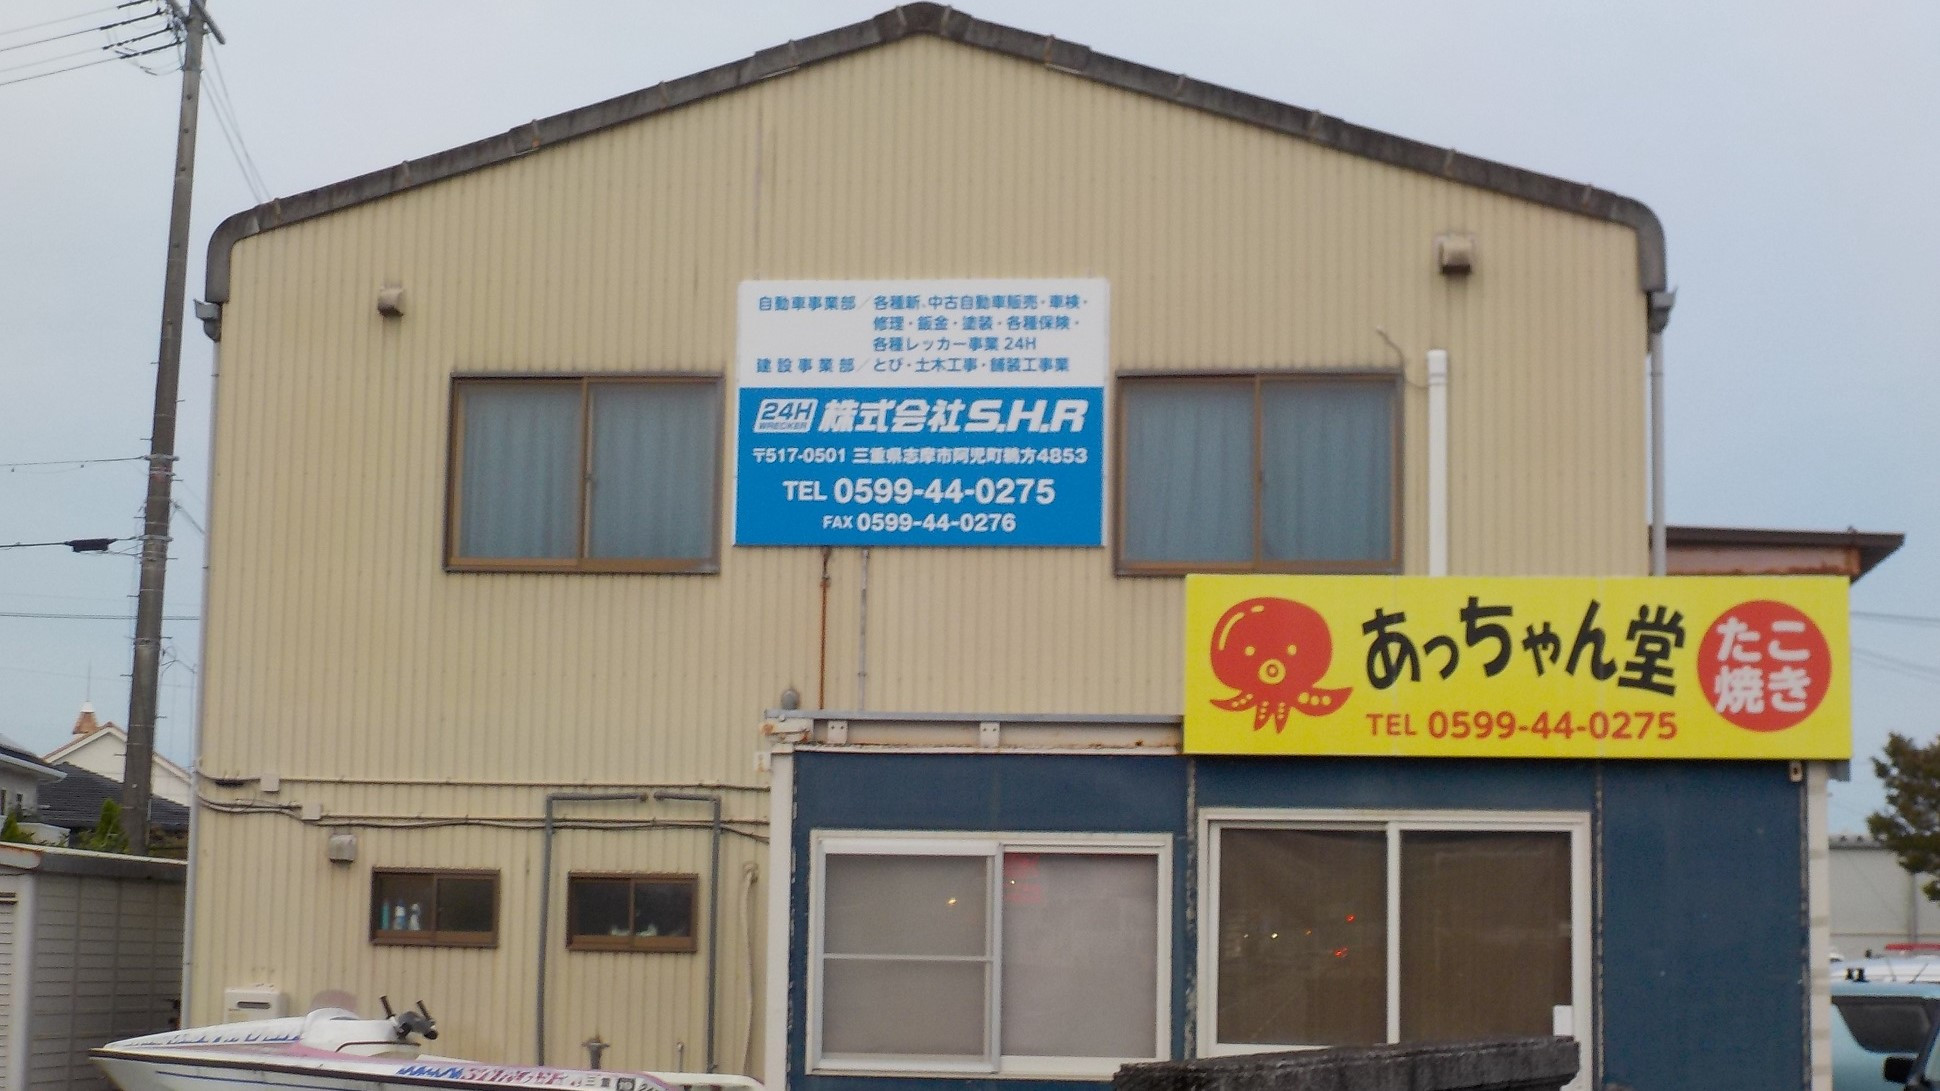 自動車事業部／各種新、中古自動車販売・車検・
修理・鈑金・塗装・各種保険・
各種レッカー事業24H
建設事業部／とび・土木工事・舗装工事業
24H
WRECKER
株式会社S.H.R
〒517-0501 三重県志摩市阿児町鵜方4853
TEL 0599-44-0275
FAX 0599-44-0276
あっちゃん堂
TEL 0599-44-0275
たこ
焼き
三重